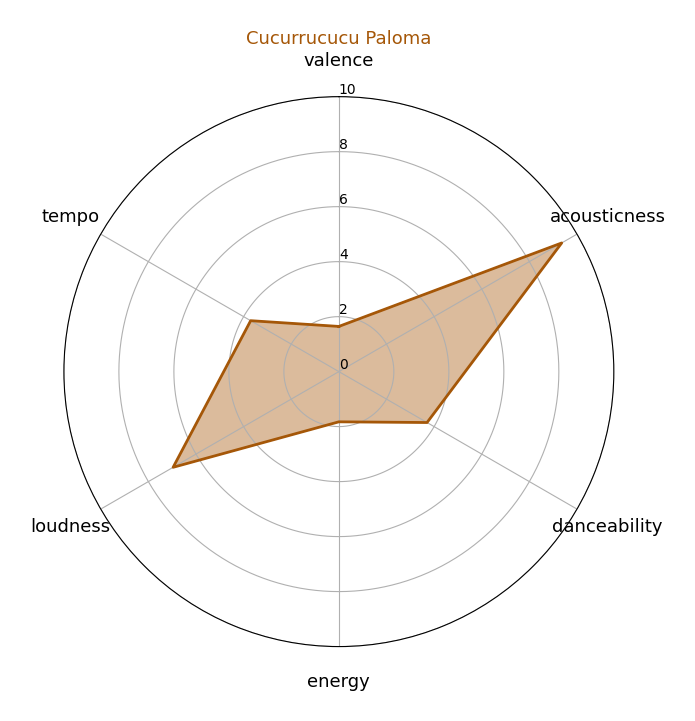 Cucurrucucu Paloma
valence
10
8
tempo
acousticness
6
4
2
0
loudness
danceability
energy